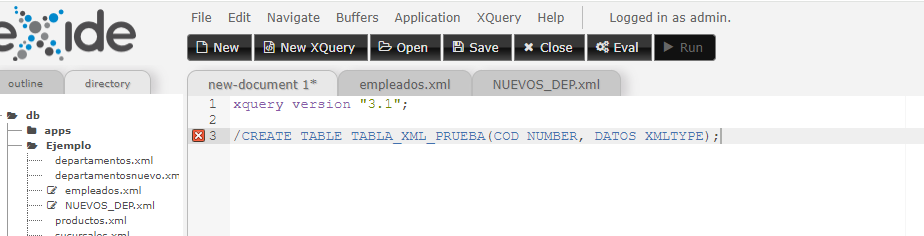 eXide
File Edit Navigate Buffers Application XQuery Help Logged in as admin.
New New XQuery Open Save Close Eval Run
outline directory
new-document 1* empleados.xml NUEVOS_DEP.xml
db
apps
Ejemplo
departamentos.xml
departamentosnuevo.xm
empleados.xml
NUEVOS_DEP.xml
productos.xml
sucursales.xml
1 xquery version "3.1";
2
3 /CREATE TABLE TABLA_XML_PRUEBA(COD NUMBER, DATOS XMLTYPE);